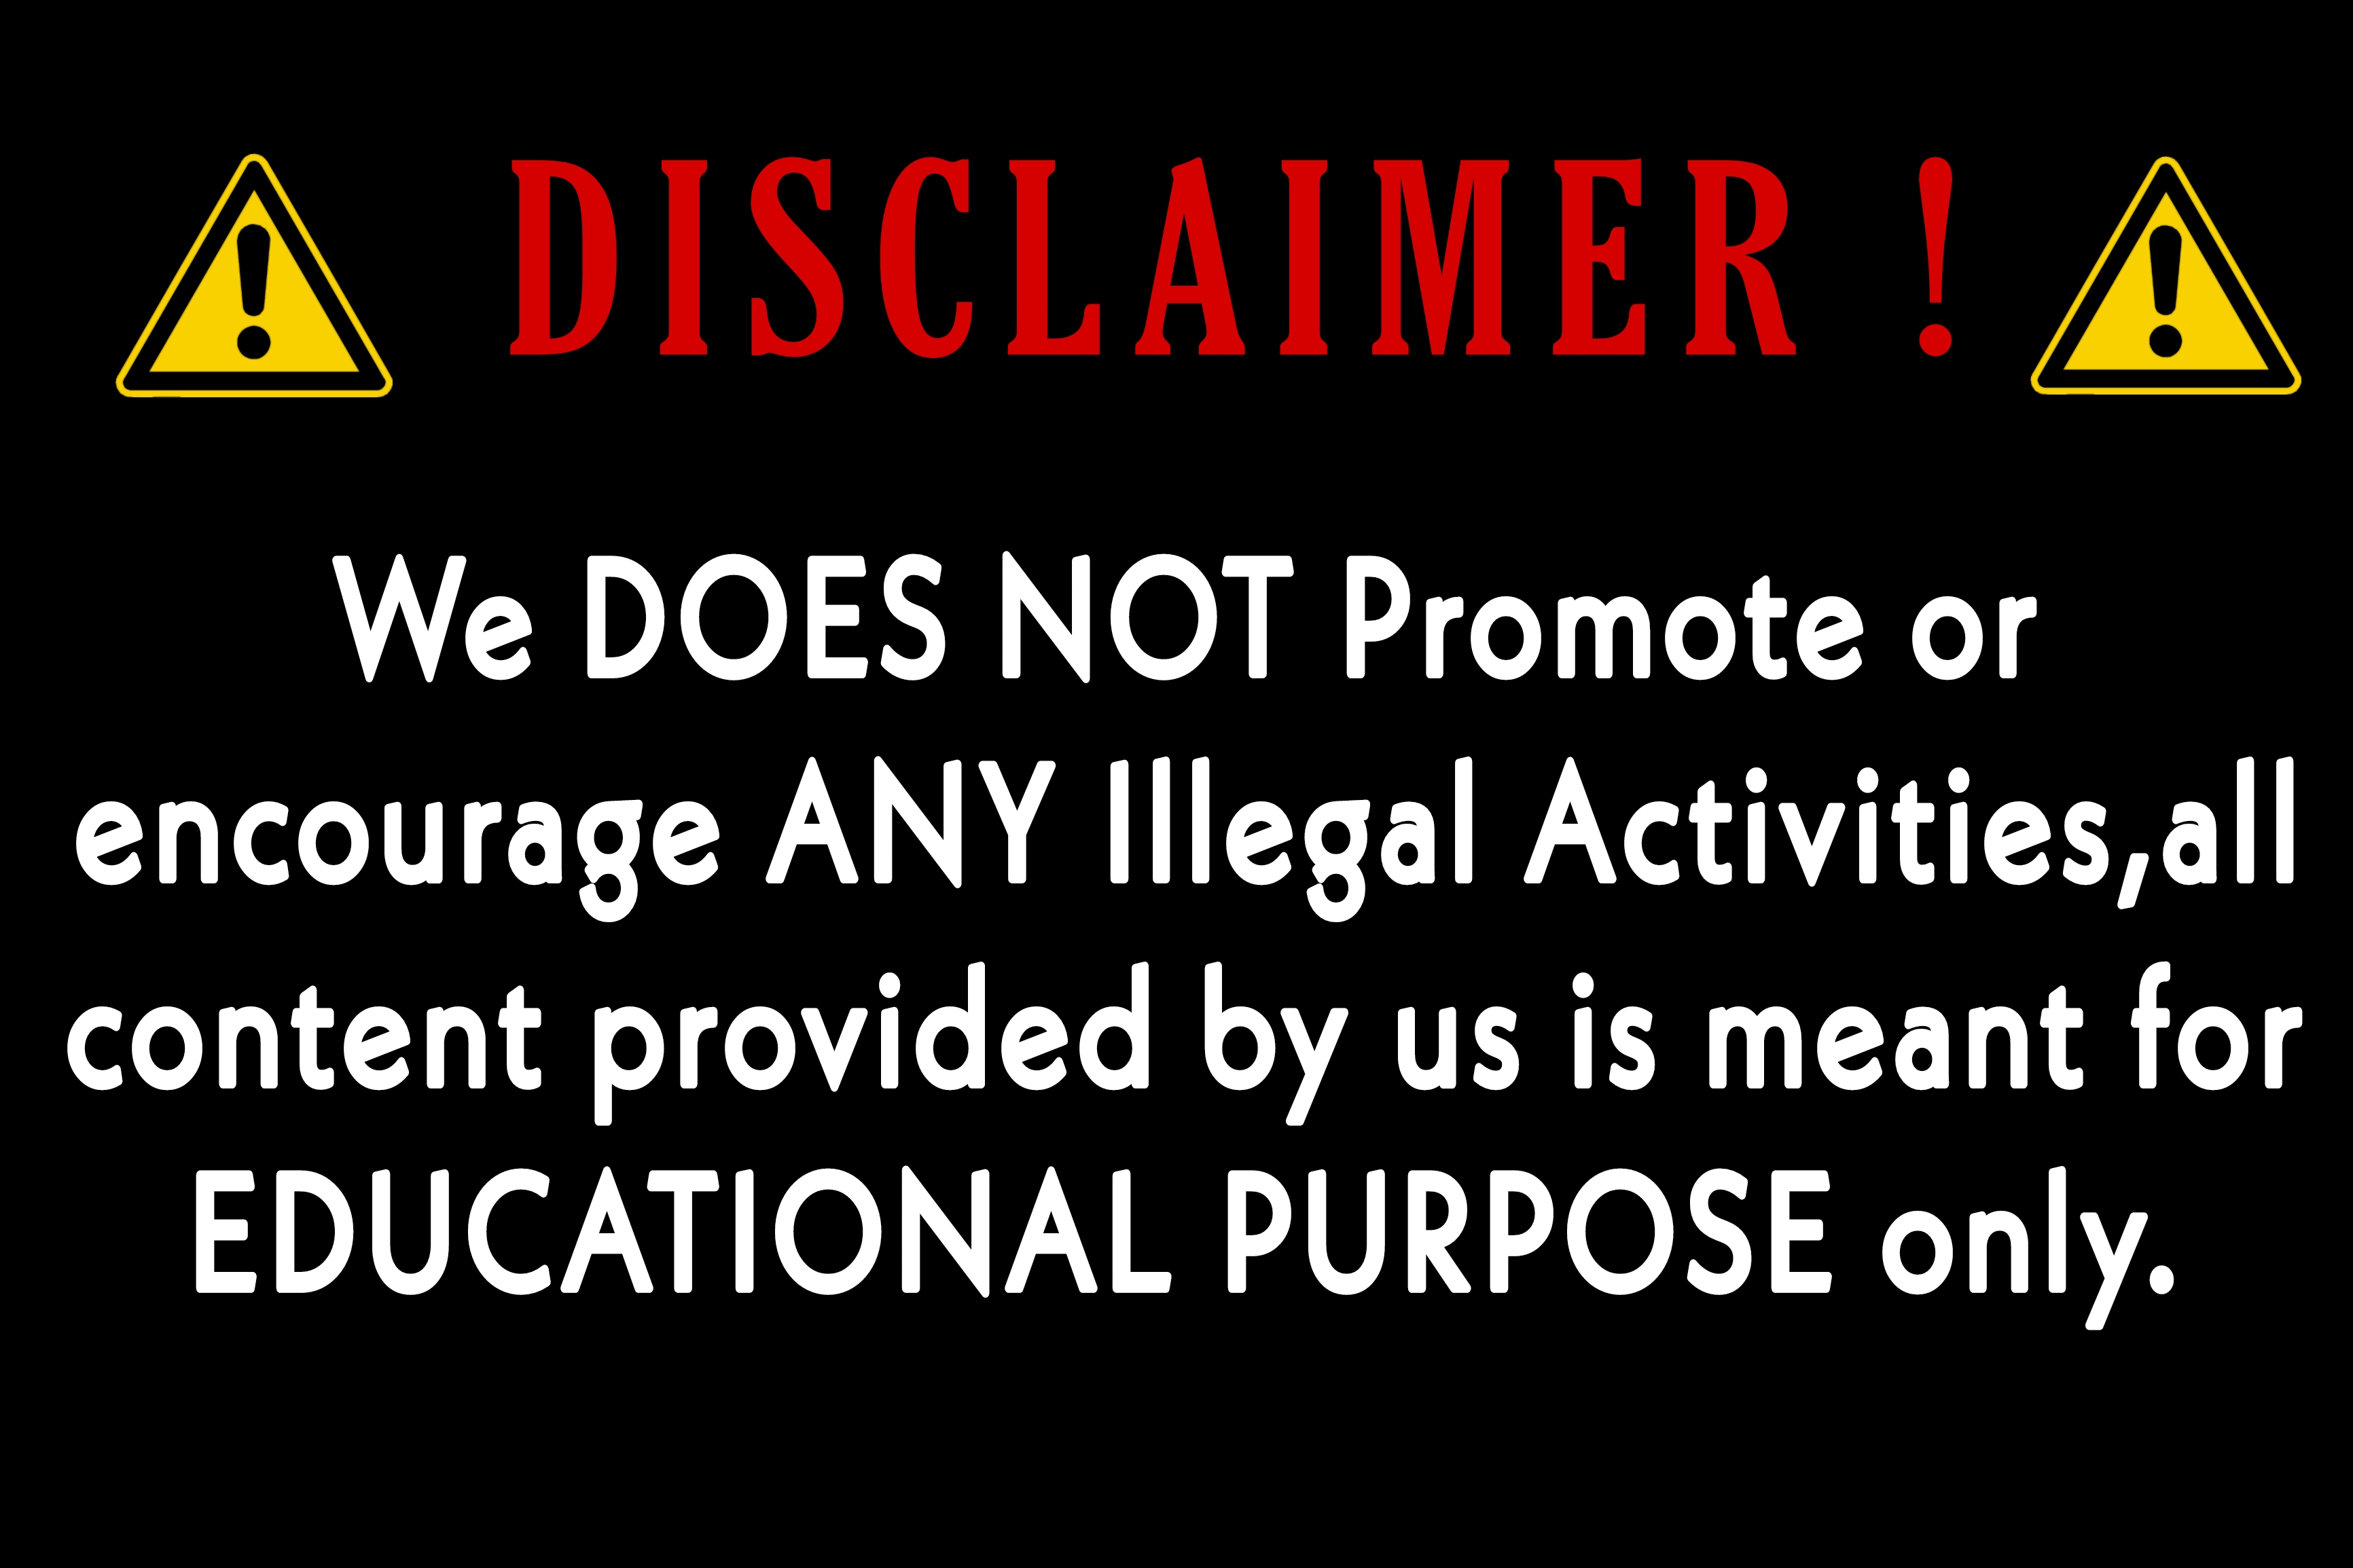 DISCLAIMER !
We DOES NOT Promote or
encourage ANY Illegal Activities,all
content provided by us is meant for
EDUCATIONAL PURPOSE only.